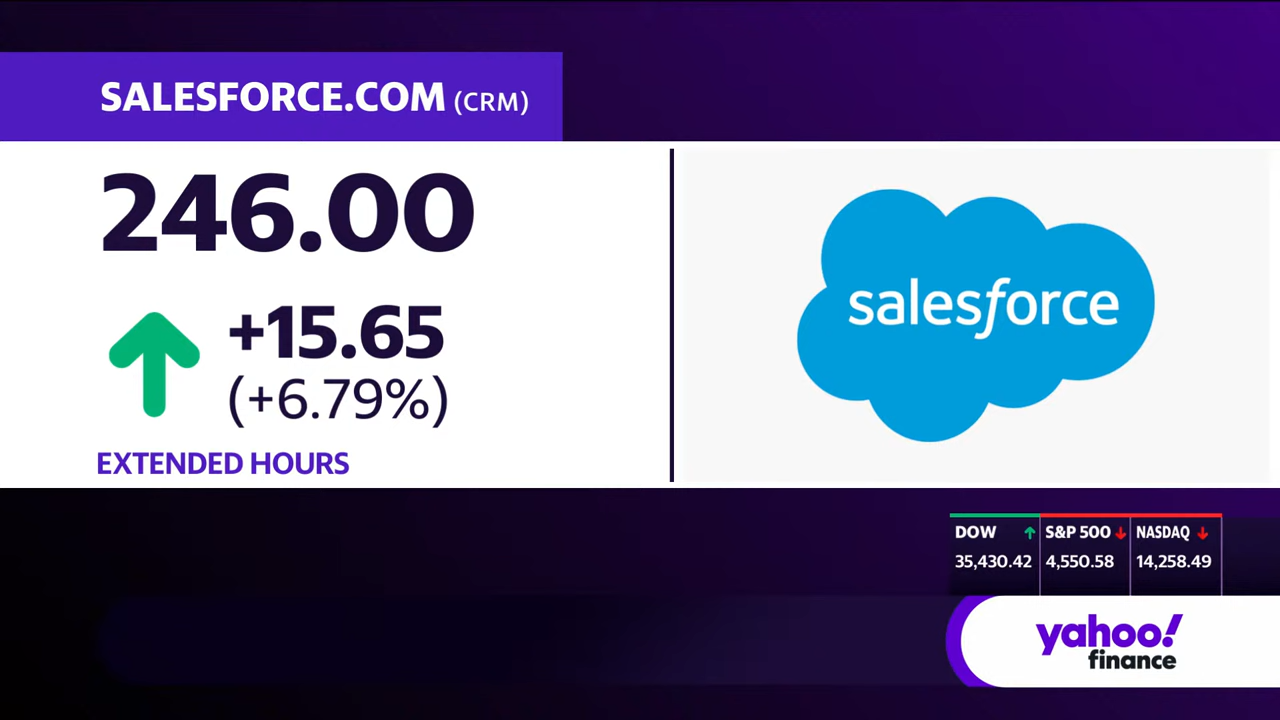 SALESFORCE.COM (CRM)
246.00
+15.65
(+6.79%)
EXTENDED HOURS
salesforce
DOW S&P 500 NASDAQ
35,430.42 4,550.58 14,258.49
yahoo!
finance